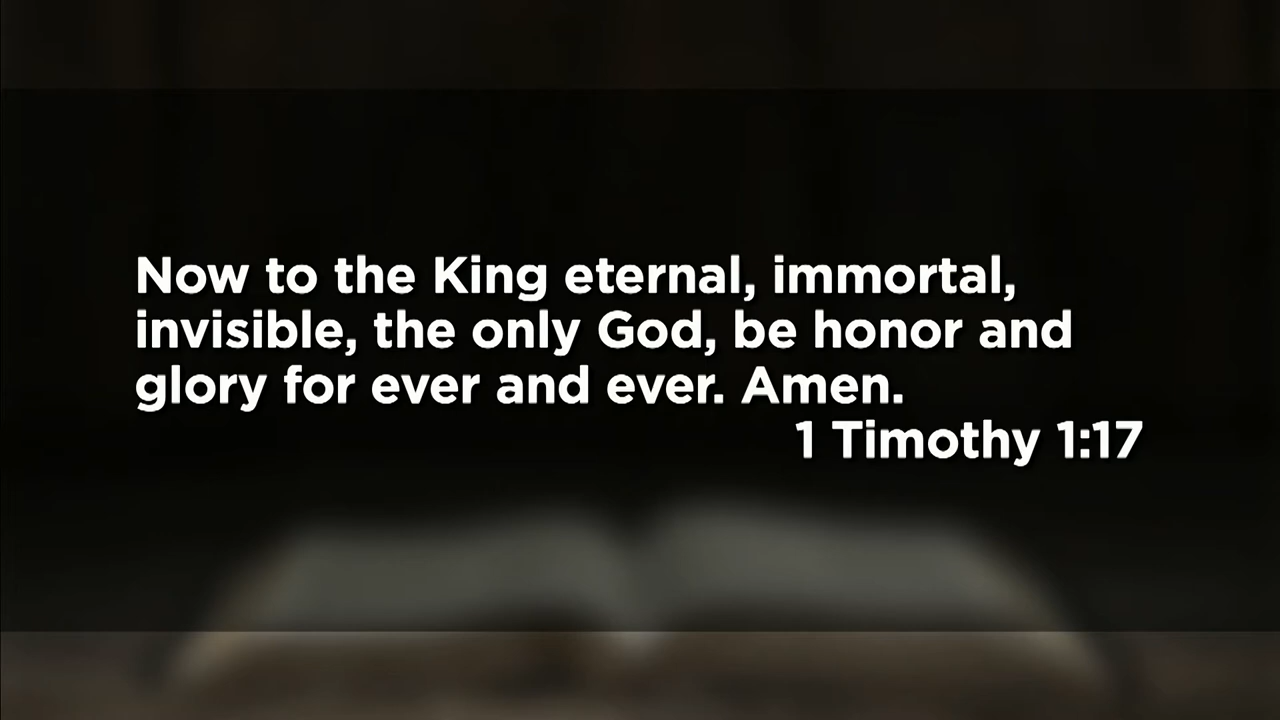 Now to the King eternal, immortal,
invisible, the only God, be honor and
glory for ever and ever. Amen.
1 Timothy 1:17